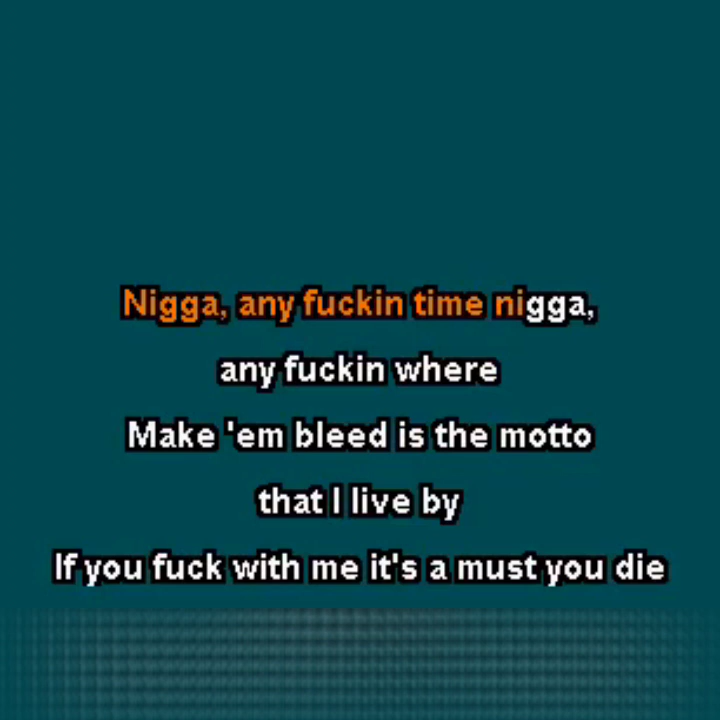 Nigga, any fuckin time nigga,
any fuckin where
Make 'em bleed is the motto
that I live by
If you fuck with me it's a must you die